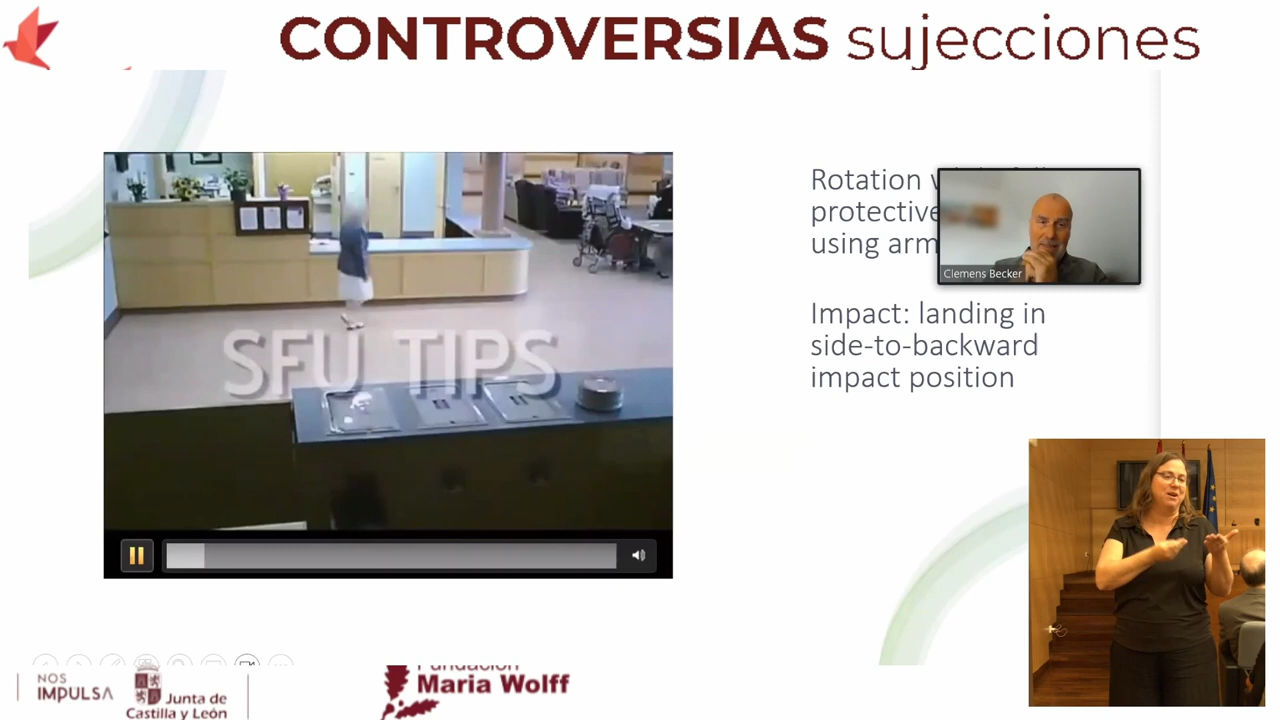 CONTROVERSIAS sujecciones
Rotation
protective
using arm
Clemens Becker
Impact: landing in
side-to-backward
impact position
SFU TIPS
NOS
IMPULSA
Junta de
Castilla y León
Fundación
Maria Wolff